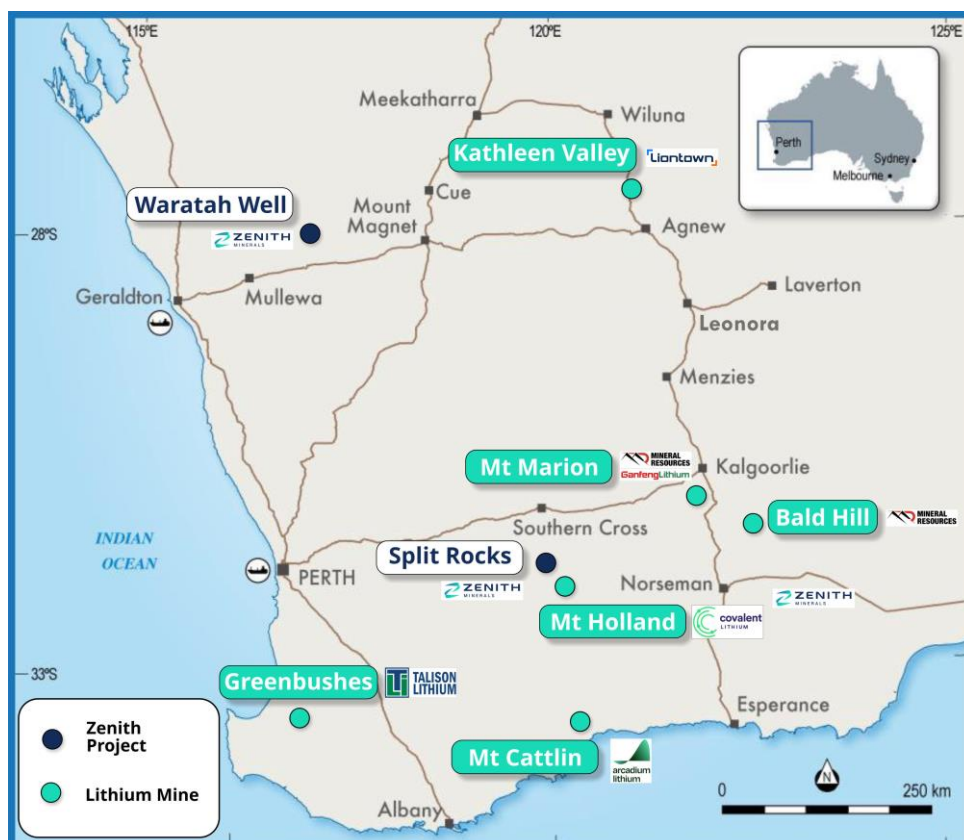 115°E
120°E
125°E
Meekatharra
Wiluna
Kathleen Valley
Liontown
Perth
Sydney
Melbourne
Waratah Well
ZENITH
MINERALS
Cue
Mount
Magnet
Agnew
28°S
Geraldton
Mullewa
Laverton
Leonora
Menzies
Mt Marion
MINERAL
RESOURCES
GanfengLithium
Kalgoorlie
Southern Cross
Bald Hill
MINERAL
RESOURCES
INDIAN
OCEAN
PERTH
Split Rocks
ZENITH
MINERALS
Norseman
ZENITH
MINERALS
Mt Holland
covalent
LITHIUM
33°S
Greenbushes
TALISON
LITHIUM
Esperance
Mt Cattlin
arcadium
lithium
Albany
Zenith
Project
Lithium Mine
N
0
250 km